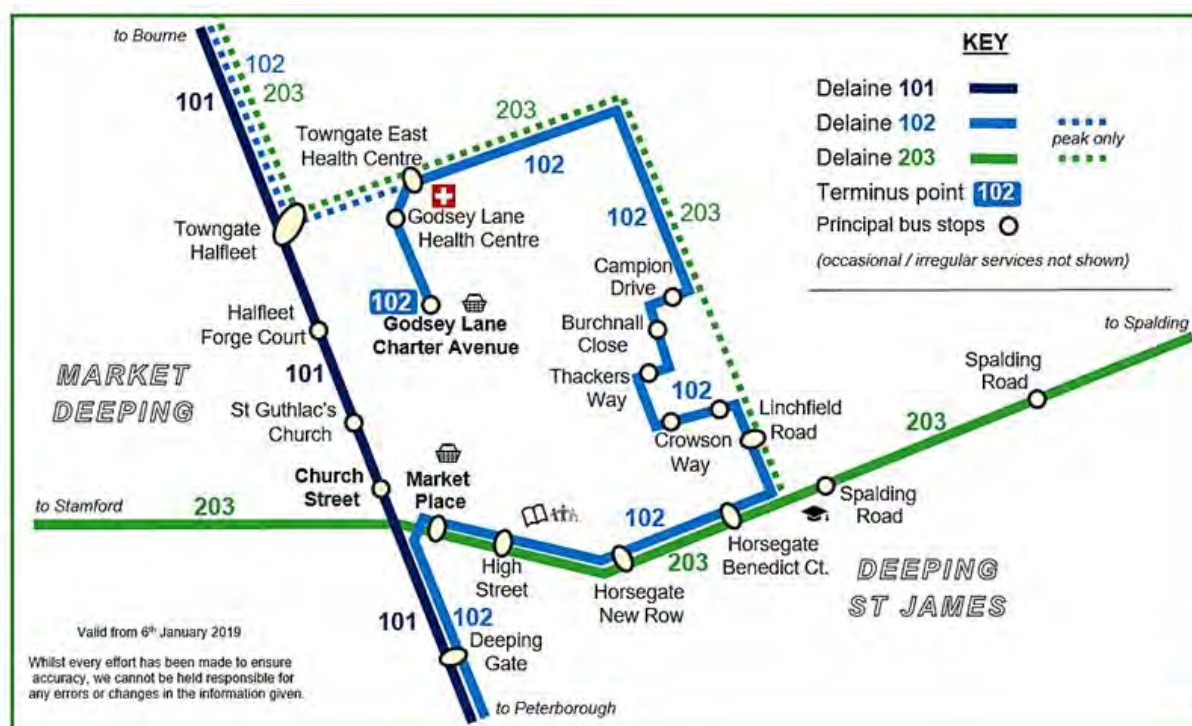 to Bourne
102
203
101
203
Towngate East
Health Centre
102
Godsey Lane
Health Centre
Towngate
Halfleet
102
203
Campion
Drive
102
Godsey Lane
Charter Avenue
Halfleet
Forge Court
Burchnall
Close
MARKET
DEEPING
101
Thackers
Way
102
Linchfield
Road
St Guthlac's
Church
Crowson
Way
Church
Street
Market
Place
to Stamford
203
102
203
High
Street
Horsegate
New Row
Horsegate
Benedict Ct.
Spalding
Road
203
Spalding
Road
to Spalding
DEEPING
ST JAMES
101
102
Deeping
Gate
to Peterborough
KEY
Delaine 101
Delaine 102
peak only
Delaine 203
Terminus point 102
Principal bus stops
(occasional / irregular services not shown)
Valid from 6th January 2019
Whilst every effort has been made to ensure
accuracy, we cannot be held responsible for
any errors or changes in the information given.